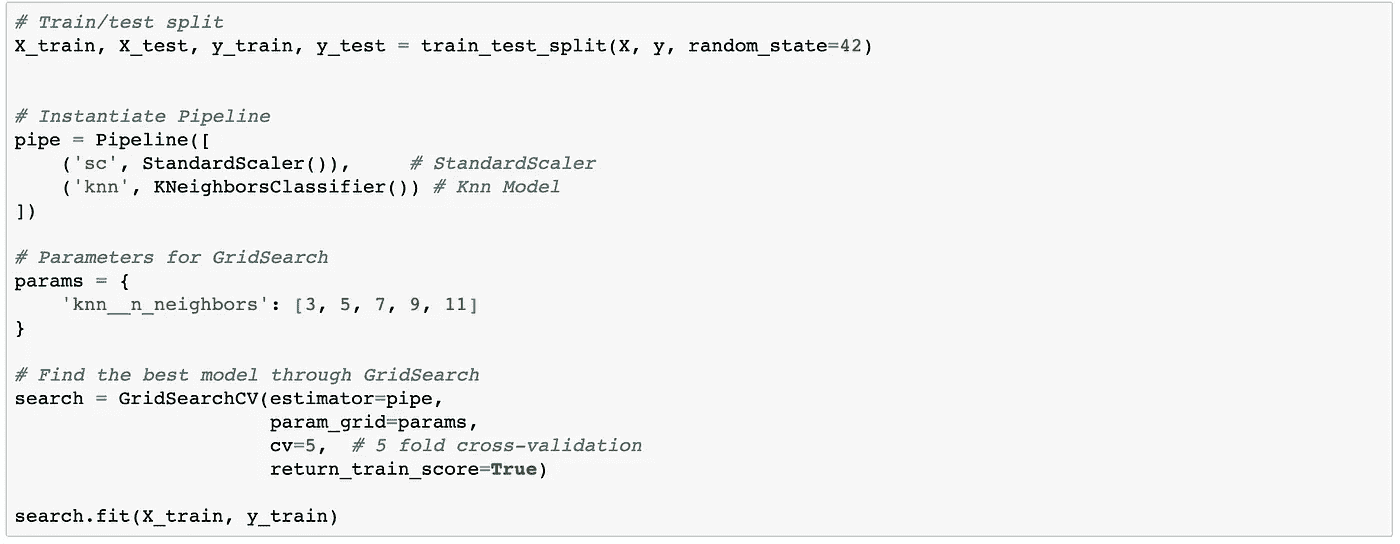 # Train/test split
X_train, X_test, y_train, y_test = train_test_split(X, y, random_state=42)
# Instantiate Pipeline
pipe = Pipeline([
    ('sc', StandardScaler()),     # StandardScaler
    ('knn', KNeighborsClassifier()) # Knn Model
])
# Parameters for GridSearch
params = {
    'knn__n_neighbors': [3, 5, 7, 9, 11]
}
# Find the best model through GridSearch
search = GridSearchCV(estimator=pipe,
                      param_grid=params,
                      cv=5,  # 5 fold cross-validation
                      return_train_score=True)
search.fit(X_train, y_train)